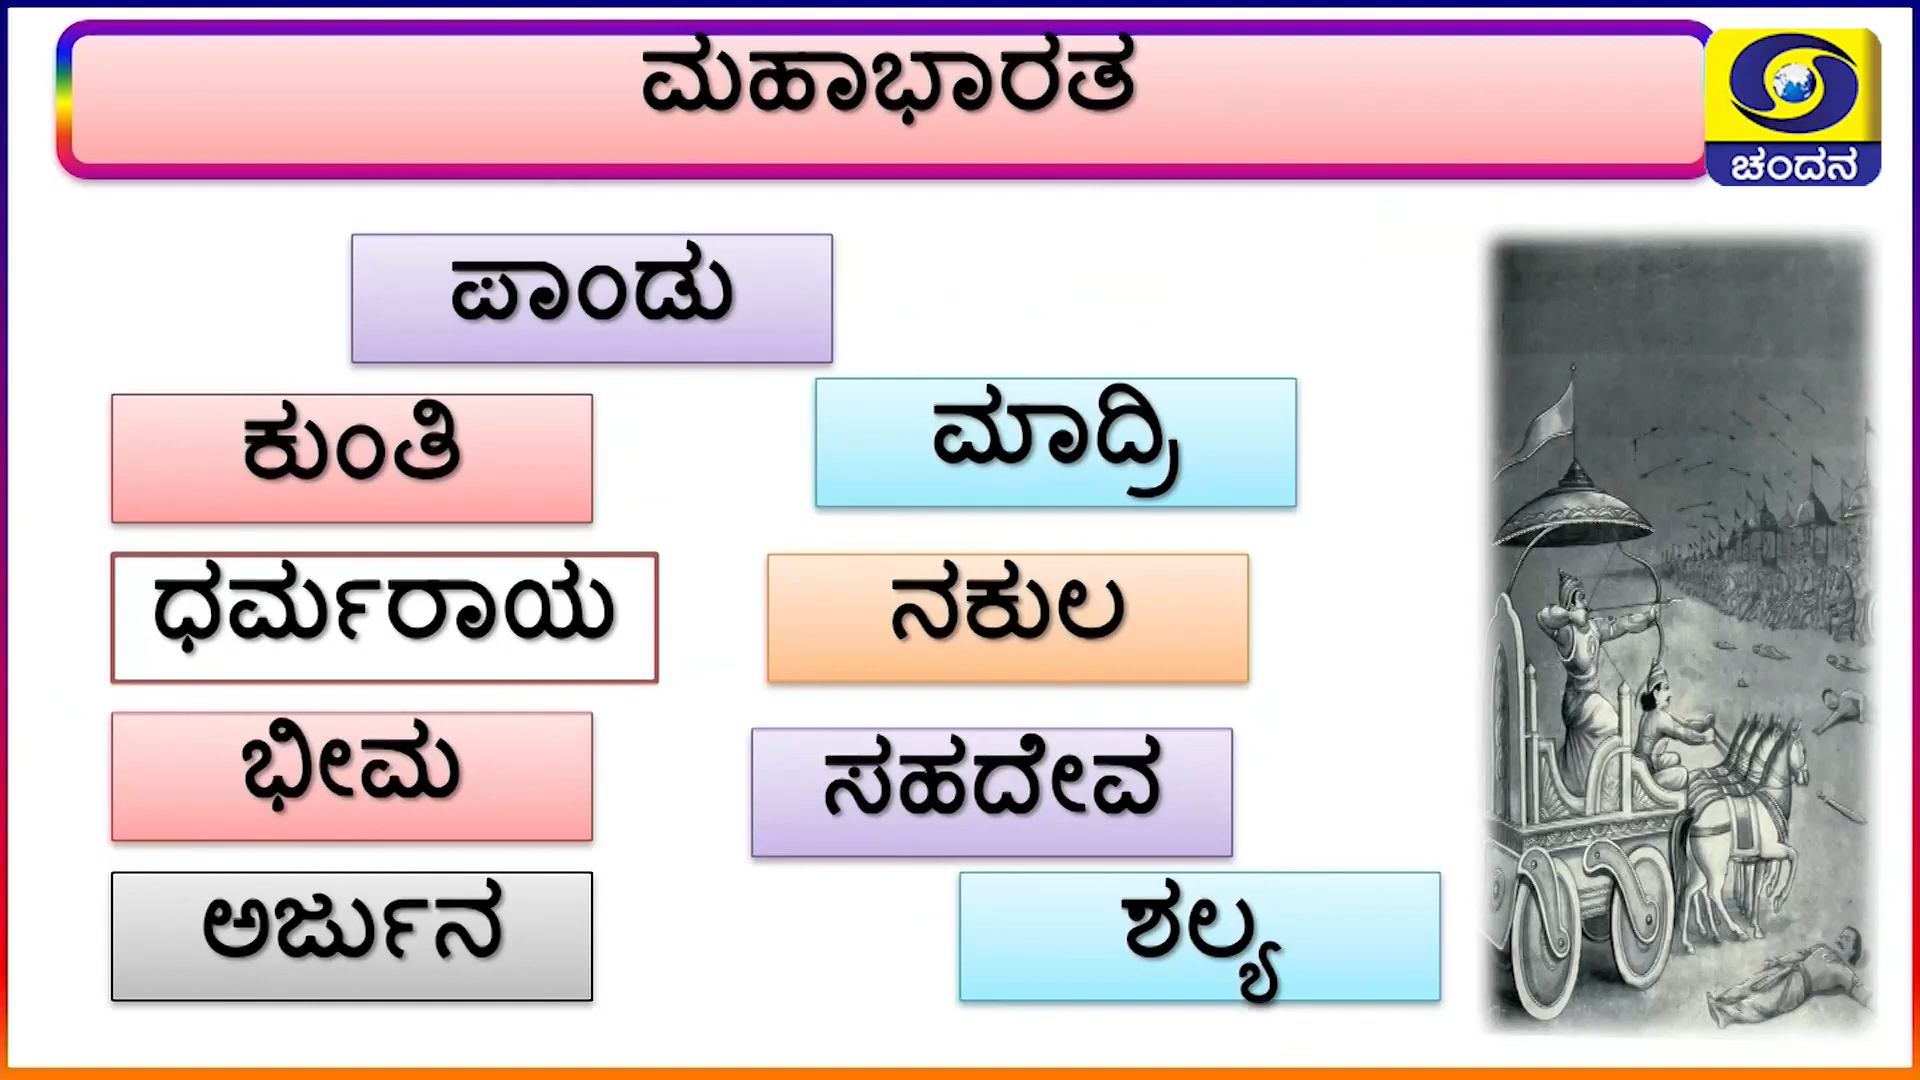 ಮಹಾಭಾರತ
ಚಂದನ
ಪಾಂಡು
ಕುಂತಿ
ಮಾದ್ರಿ
ಧರ್ಮರಾಯ
ನಕುಲ
ಭೀಮ
ಸಹದೇವ
ಅರ್ಜುನ
ಶಲ್ಯ